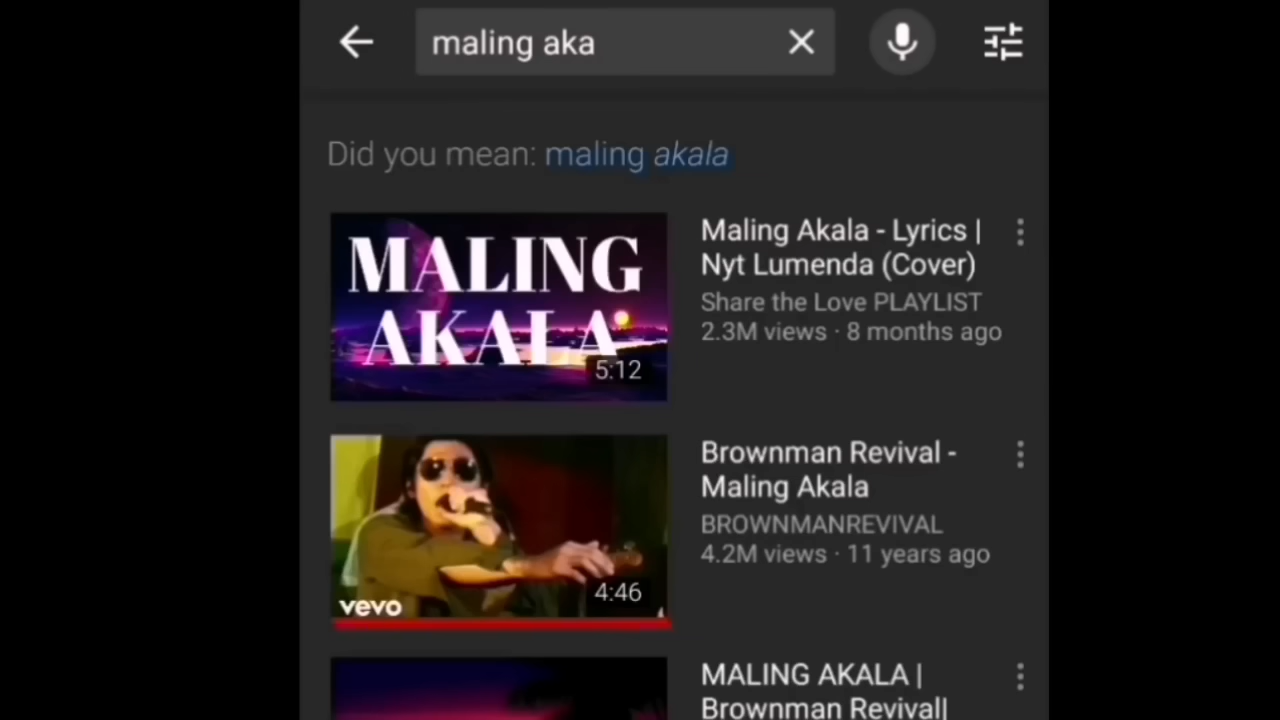 maling aka
Did you mean: maling akala
MALING
AKALA
5:12
Maling Akala - Lyrics |
Nyt Lumenda (Cover)
Share the Love PLAYLIST
2.3M views · 8 months ago
vevo
4:46
Brownman Revival -
Maling Akala
BROWNMANREVIVAL
4.2M views · 11 years ago
MALING AKALA |
Brownman Revival|